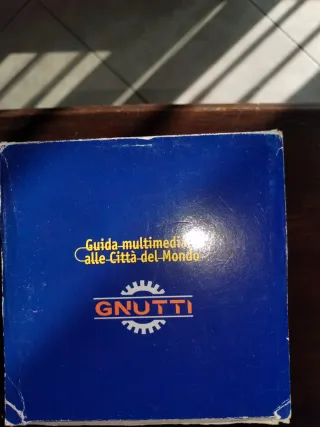 Guida multimediale
alle Città del Mondo
GNUTTI